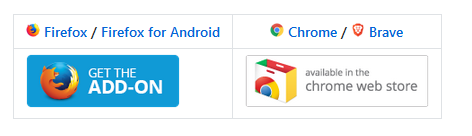 Firefox / Firefox for Android
Chrome / Brave
GET THE
ADD-ON
available in the
chrome web store